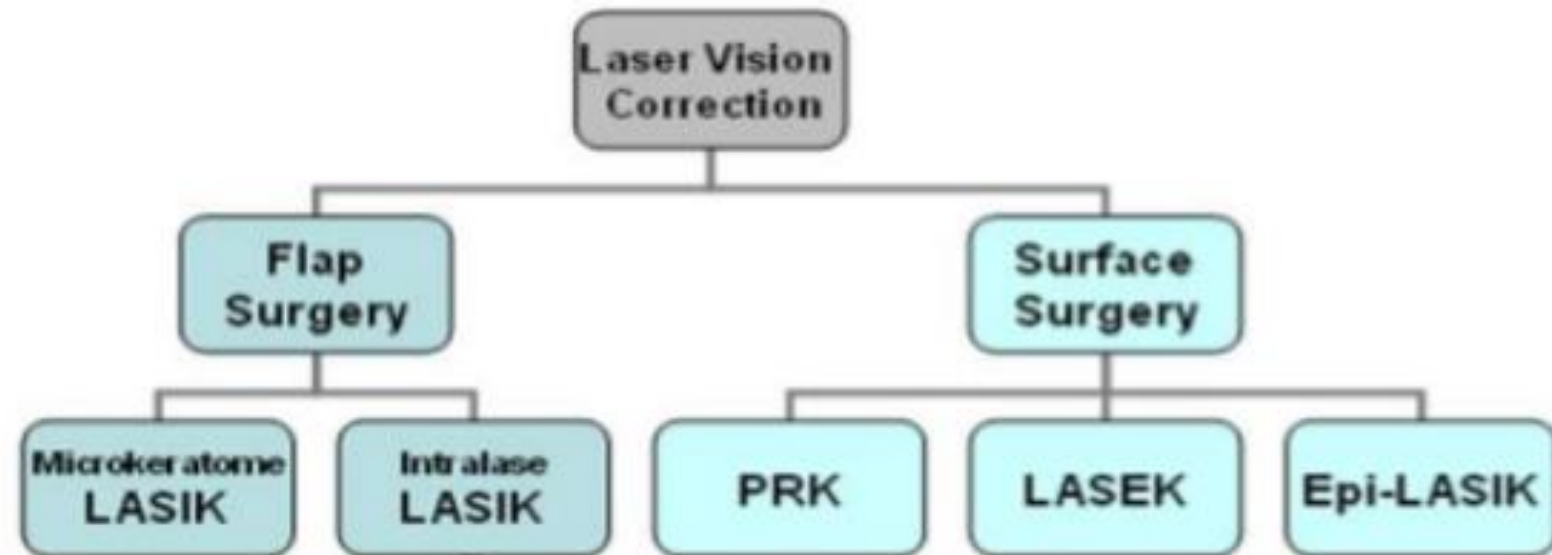 Laser Vision
Correction
Flap
Surgery
Surface
Surgery
Microkeratome
LASIK
Intralase
LASIK
PRK
LASEK
Epi-LASIK